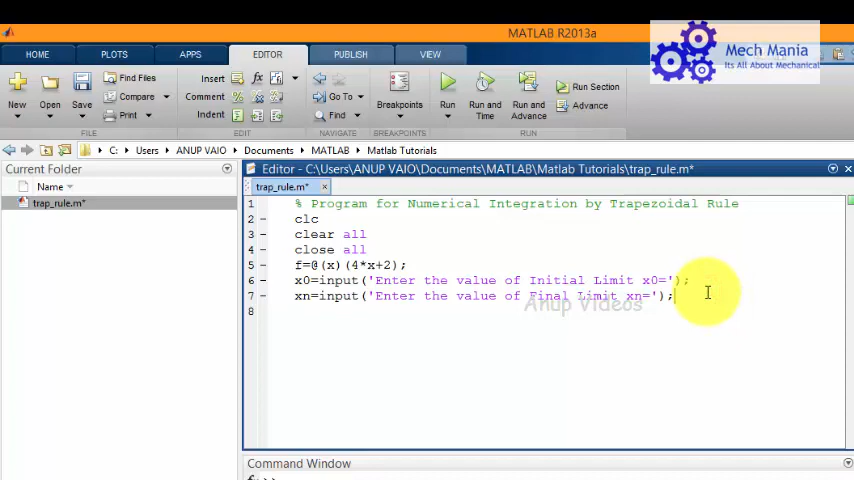 MATLAB R2013a
Mech Mania
Its All About Mechanical
HOME PLOTS APPS EDITOR PUBLISH VIEW
New Open Save Find Files Compare Print
Insert Comment Indent fx
Go To Find
Breakpoints
Run Run and Time Run and Advance Run Section Advance
FILE EDIT NAVIGATE BREAKPOINTS RUN
C: Users ANUP VAIO Documents MATLAB Matlab Tutorials
Current Folder
Name
trap_rule.m*
Editor - C:\Users\ANUP VAIO\Documents\MATLAB\Matlab Tutorials\trap_rule.m*
trap_rule.m*
1 % Program for Numerical Integration by Trapezoidal Rule
2 - clc
3 - clear all
4 - close all
5 - f=@(x)(4*x+2);
6 - x0=input('Enter the value of Initial Limit x0=');
7 - xn=input('Enter the value of Final Limit xn=');
8
Anup Videos
Command Window